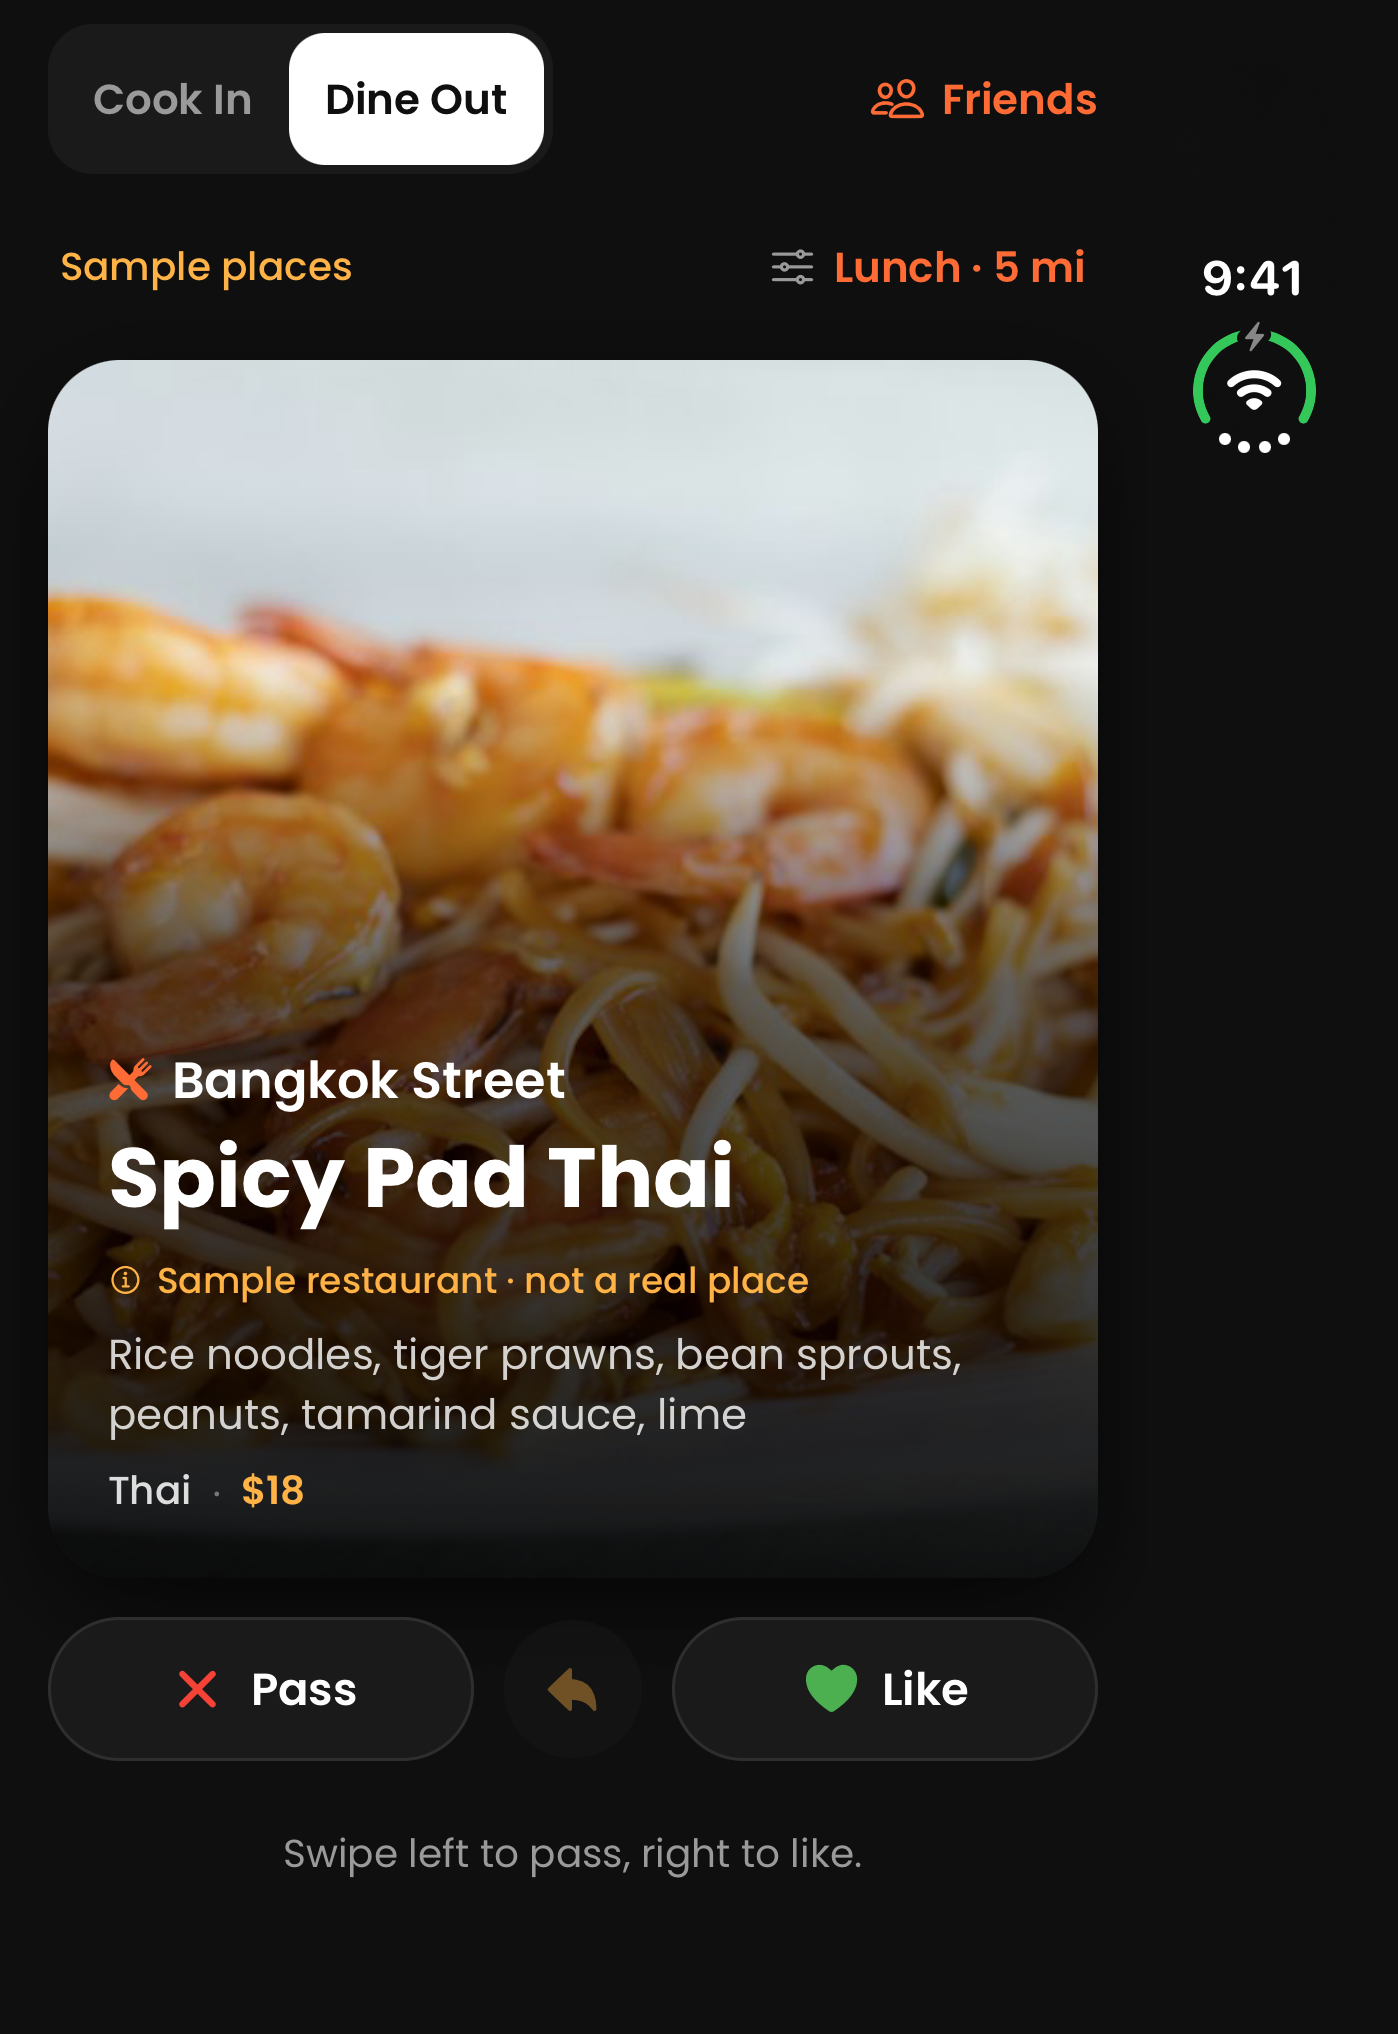 Cook In
Dine Out
Friends
Sample places
Lunch · 5 mi
9:41
Bangkok Street
Spicy Pad Thai
Sample restaurant · not a real place
Rice noodles, tiger prawns, bean sprouts,
peanuts, tamarind sauce, lime
Thai · $18
Pass
Like
Swipe left to pass, right to like.